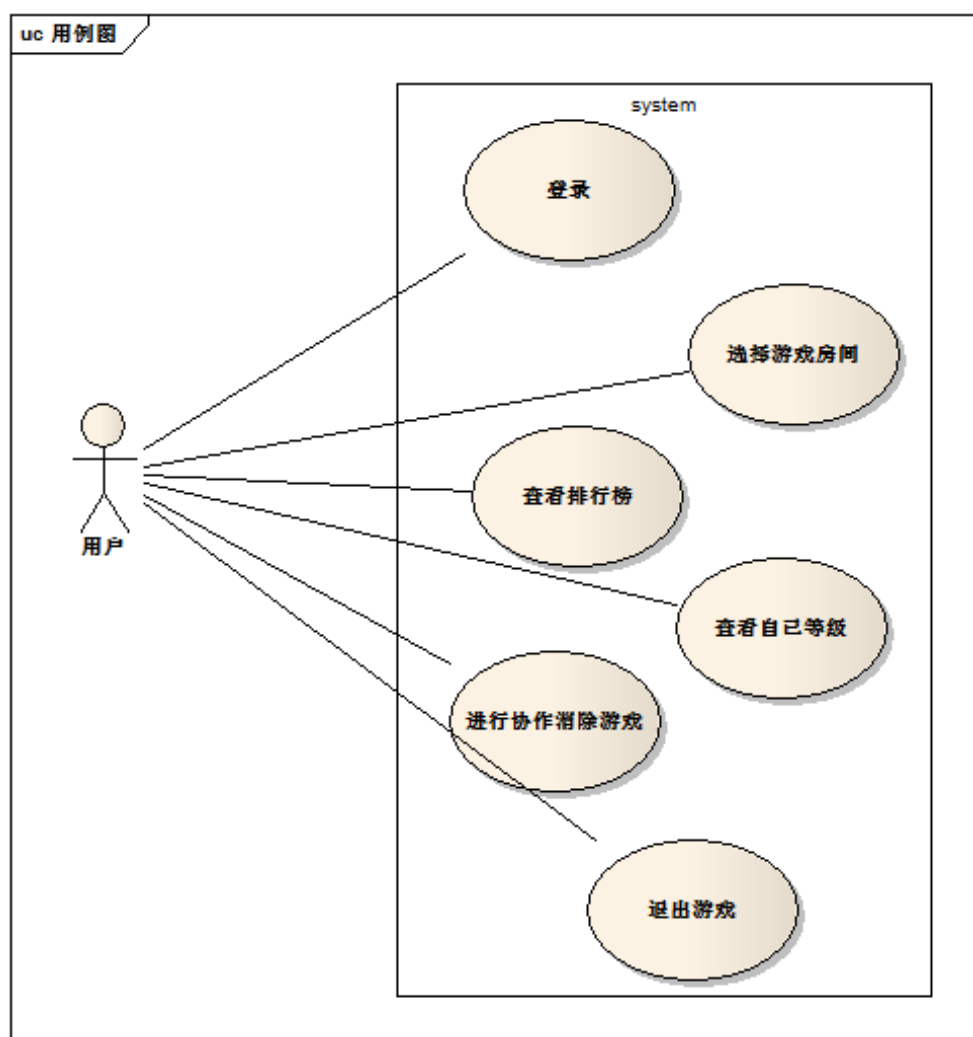 uc 用例图
system
登录
选择游戏房间
查看排行榜
用户
查看自己等级
进行协作消除游戏
退出游戏